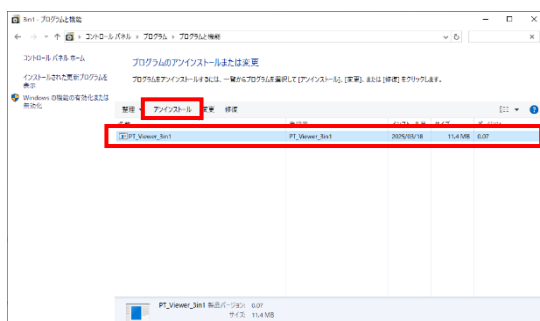 3in1 - プログラムと機能
コントロール パネル > プログラム > プログラムと機能
コントロール パネル ホーム
インストールされた更新プログラムを
表示
Windows の機能の有効化または
無効化
プログラムのアンインストールまたは変更
プログラムをアンインストールするには、一覧からプログラムを選択して [アンインストール]、[変更]、または [修復] をクリックします。
整理 アンインストール 変更 修復
PT_Viewer_3in1 PT_Viewer_3in1 2025/03/18 11.4 MB 0.07
PT_Viewer_3in1 製品バージョン: 0.07
サイズ: 11.4 MB